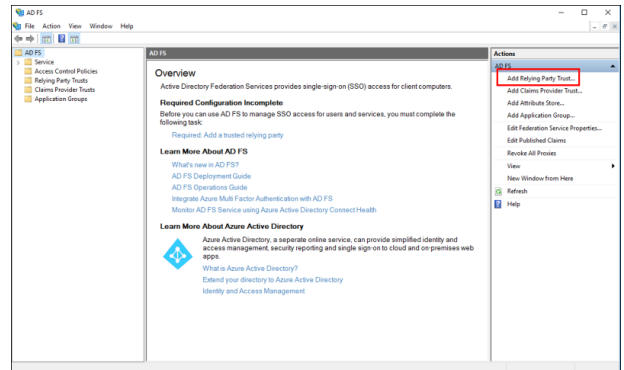 AD FS
File Action View Window Help
AD FS
Service
Access Control Policies
Relying Party Trusts
Claims Provider Trusts
Application Groups
AD FS
Overview
Active Directory Federation Services provides single-sign-on (SSO) access for client computers.
Required Configuration Incomplete
Before you can use AD FS to manage SSO access for users and services, you must complete the
following task:
Required: Add a trusted relying party
Learn More About AD FS
What's new in AD FS?
AD FS Deployment Guide
AD FS Operations Guide
Integrate Azure Multi Factor Authentication with AD FS
Monitor AD FS Service using Azure Active Directory Connect Health
Learn More About Azure Active Directory
Azure Active Directory, a seperate online service, can provide simplified identity and
access management, security reporting and single sign-on to cloud and on-premises web
apps.
What is Azure Active Directory?
Extend your directory to Azure Active Directory
Identity and Access Management
Actions
AD FS
Add Relying Party Trust...
Add Claims Provider Trust...
Add Attribute Store...
Add Application Group...
Edit Federation Service Properties...
Edit Published Claims
Revoke All Proxies
View
New Window from Here
Refresh
Help